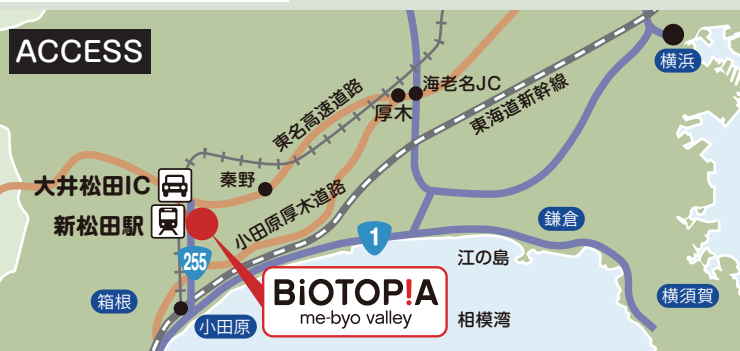 ACCESS
横浜
海老名JC
東名高速道路
厚木
東海道新幹線
秦野
大井松田IC
新松田駅
小田原厚木道路
鎌倉
1
255
江の島
BiOTOP!A
me-byo valley
箱根
小田原
相模湾
横須賀